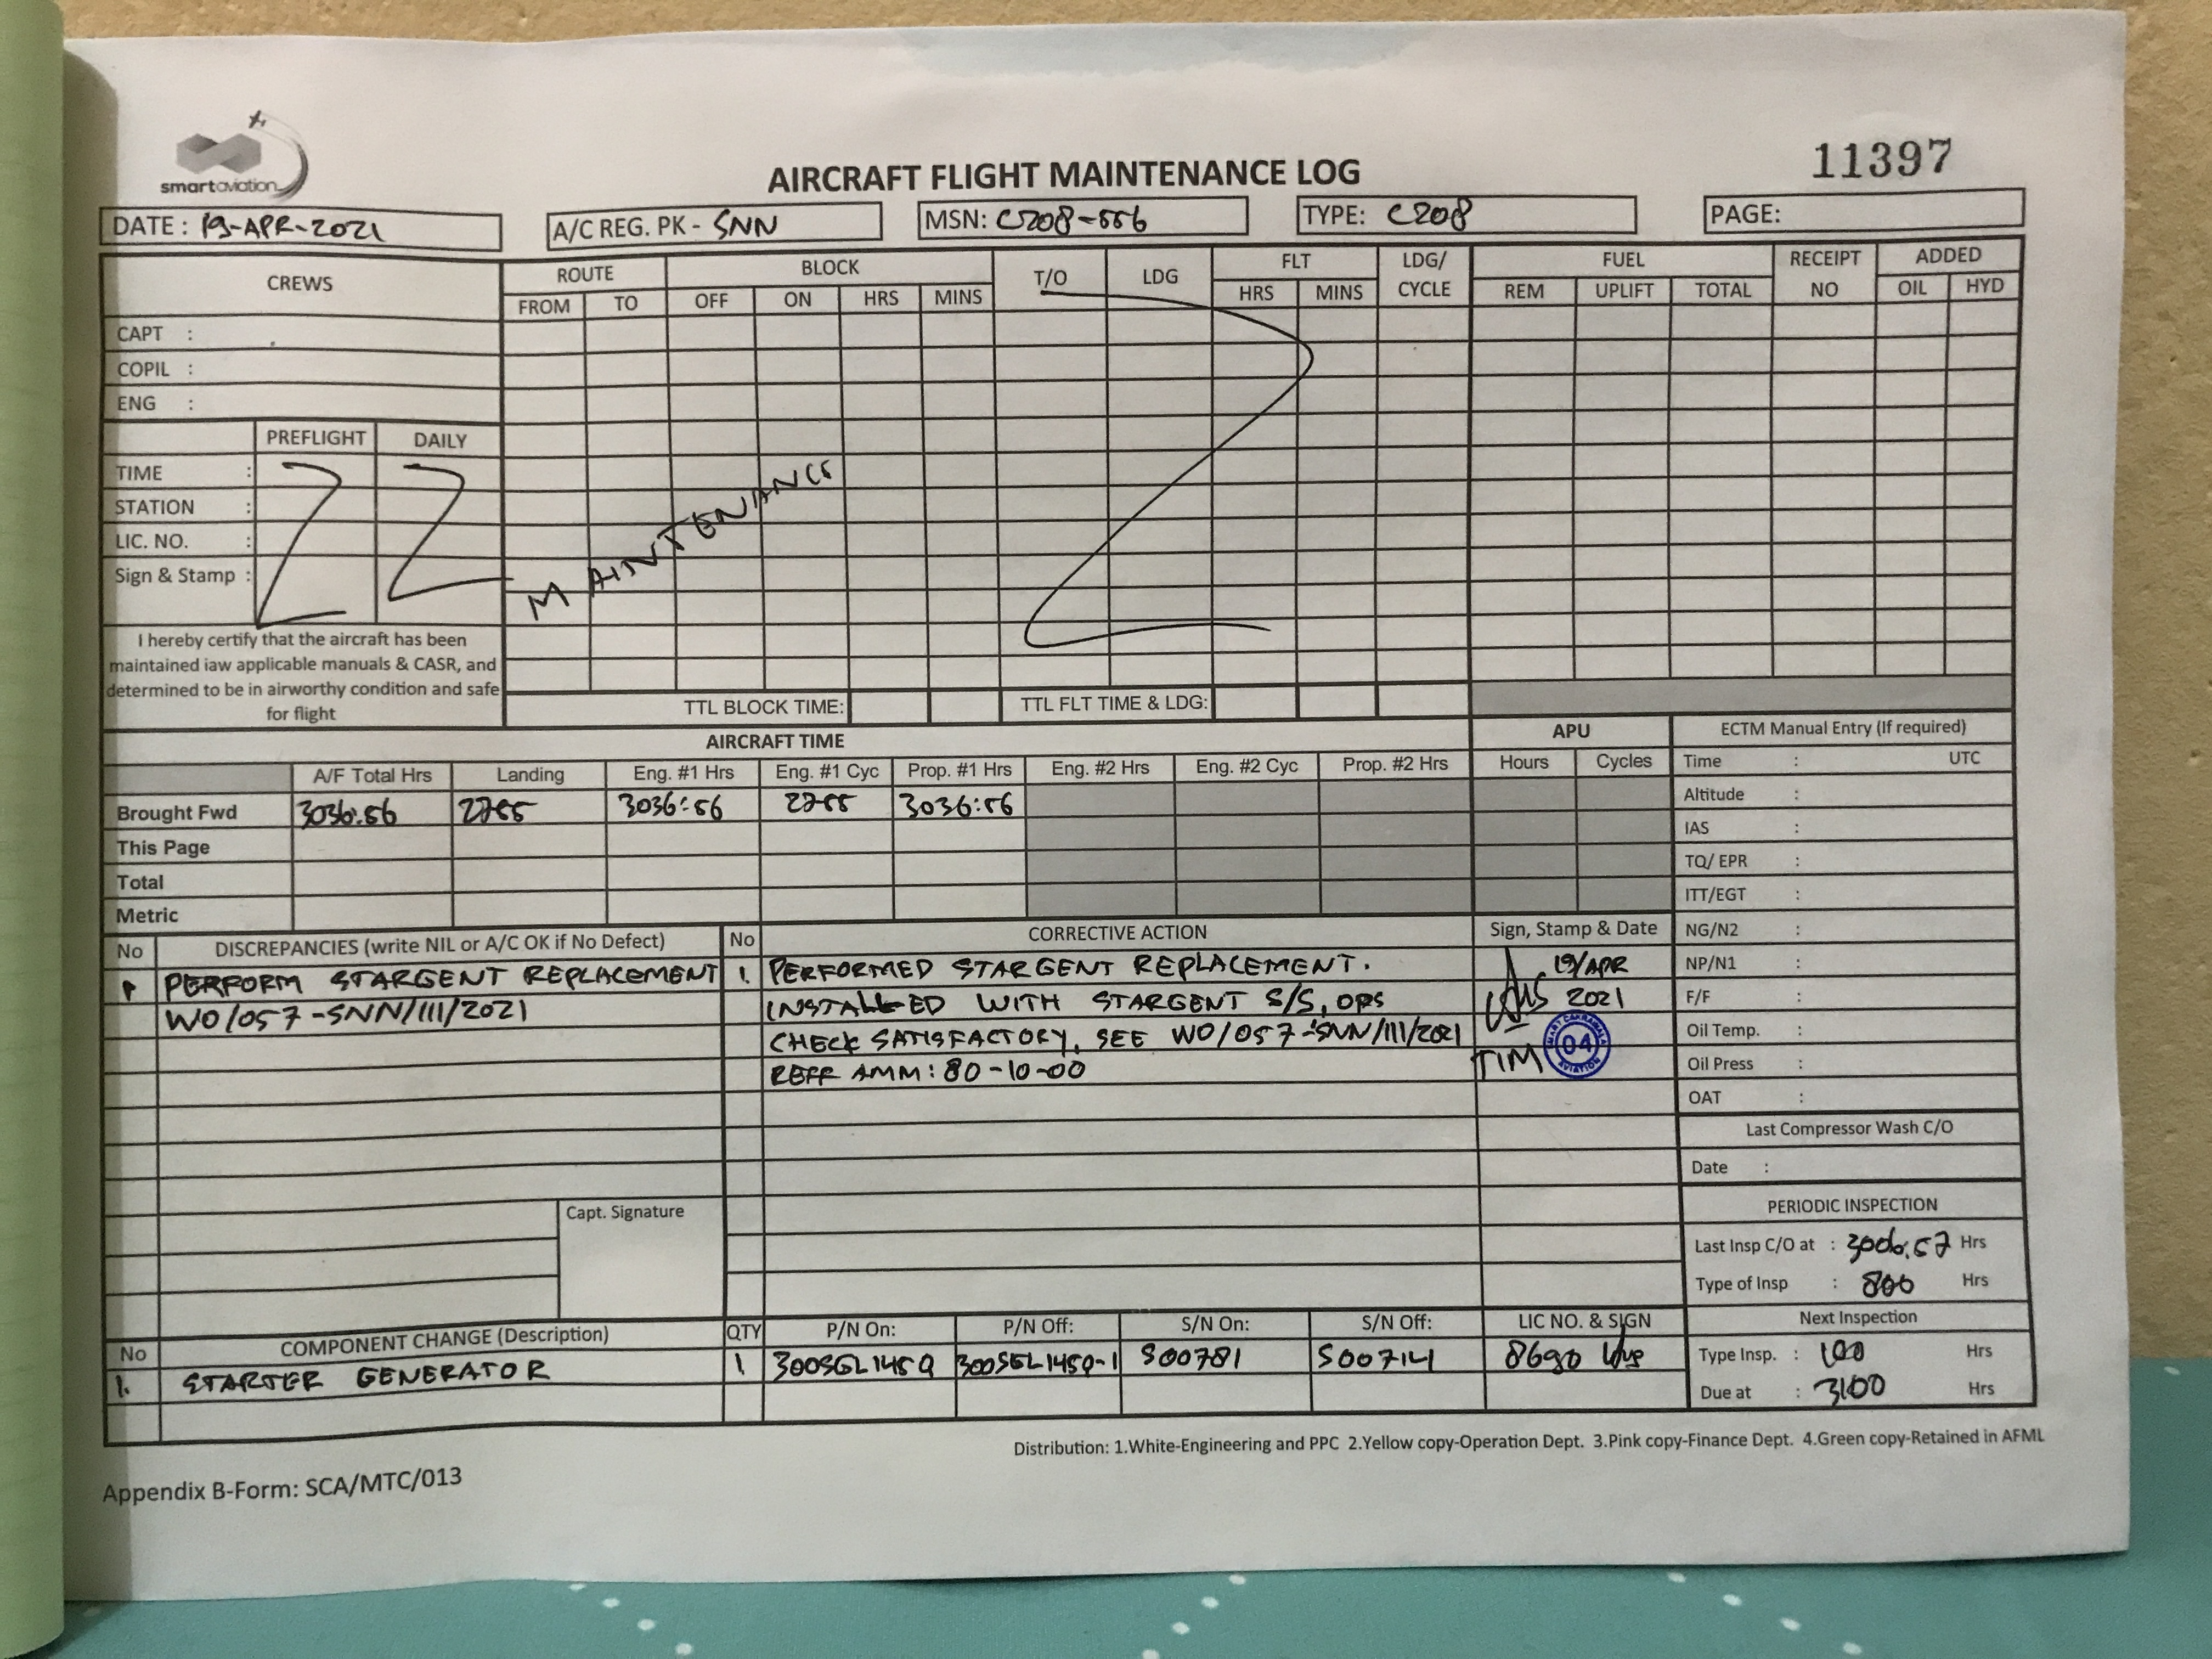 smartaviation
AIRCRAFT FLIGHT MAINTENANCE LOG
11397
DATE : 19-APR-2021
A/C REG. PK - SNN
MSN: C208-556
TYPE: C208
PAGE:
CREWS
ROUTE
BLOCK
T/O
LDG
FLT
LDG/
CYCLE
FUEL
RECEIPT
NO
ADDED
FROM TO OFF ON HRS MINS HRS MINS REM UPLIFT TOTAL OIL HYD
CAPT :
COPIL :
ENG :
PREFLIGHT DAILY
TIME :
STATION :
LIC. NO. :
Sign & Stamp :
MAINTENANCE
I hereby certify that the aircraft has been
maintained iaw applicable manuals & CASR, and
determined to be in airworthy condition and safe
for flight
TTL BLOCK TIME: TTL FLT TIME & LDG:
AIRCRAFT TIME
APU
A/F Total Hrs Landing Eng. #1 Hrs Eng. #1 Cyc Prop. #1 Hrs Eng. #2 Hrs Eng. #2 Cyc Prop. #2 Hrs Hours Cycles
Brought Fwd 3036:56 2255 3036:56 2255 3036:56
This Page
Total
Metric
ECTM Manual Entry (If required)
Time : UTC
Altitude :
IAS :
TQ/ EPR :
ITT/EGT :
NG/N2 :
NP/N1 :
F/F :
Oil Temp. :
Oil Press :
OAT :
Last Compressor Wash C/O
Date :
PERIODIC INSPECTION
Last Insp C/O at : 3006.57 Hrs
Type of Insp : 800 Hrs
Next Inspection
Type Insp. : 100 Hrs
Due at : 3100 Hrs
No DISCREPANCIES (write NIL or A/C OK if No Defect)
PERFORM STARGENT REPLACEMENT
WO/057-SNN/III/2021
Capt. Signature
No CORRECTIVE ACTION
1. PERFORMED STARGENT REPLACEMENT.
INSTALLED WITH STARGENT S/S, OPS
CHECK SATISFACTORY, SEE WO/057-SNN/III/2021
REFF AMM: 80-10-00
Sign, Stamp & Date
19/APR
2021
TIM
SMART CAKRAWALA
04
AVIATION
No COMPONENT CHANGE (Description) QTY P/N On: P/N Off: S/N On: S/N Off: LIC NO. & SIGN
1. STARTER GENERATOR 1 300SGL145Q 300SGL145Q-1 S00781 S00714 8690
Distribution: 1.White-Engineering and PPC 2.Yellow copy-Operation Dept. 3.Pink copy-Finance Dept. 4.Green copy-Retained in AFML
Appendix B-Form: SCA/MTC/013